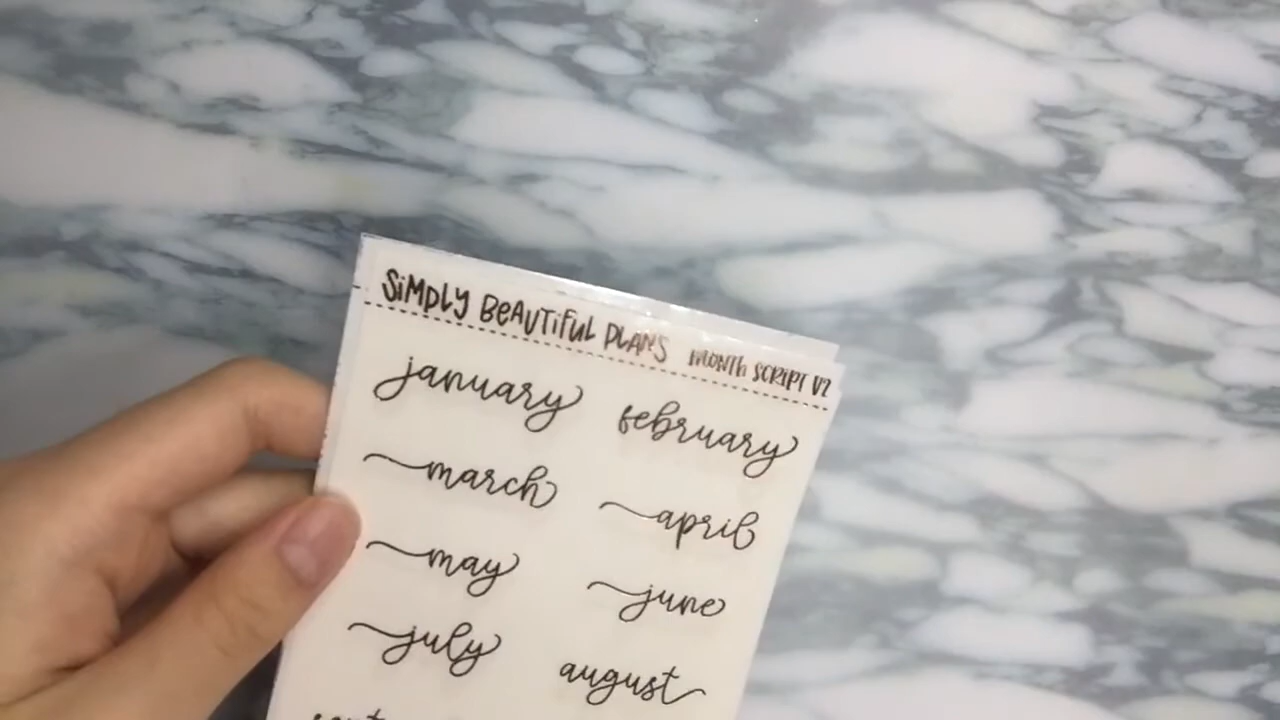 SiMPLY BEAUTiFUL PLANS MONTH SCRIPT V2
january february
march april
may june
july august